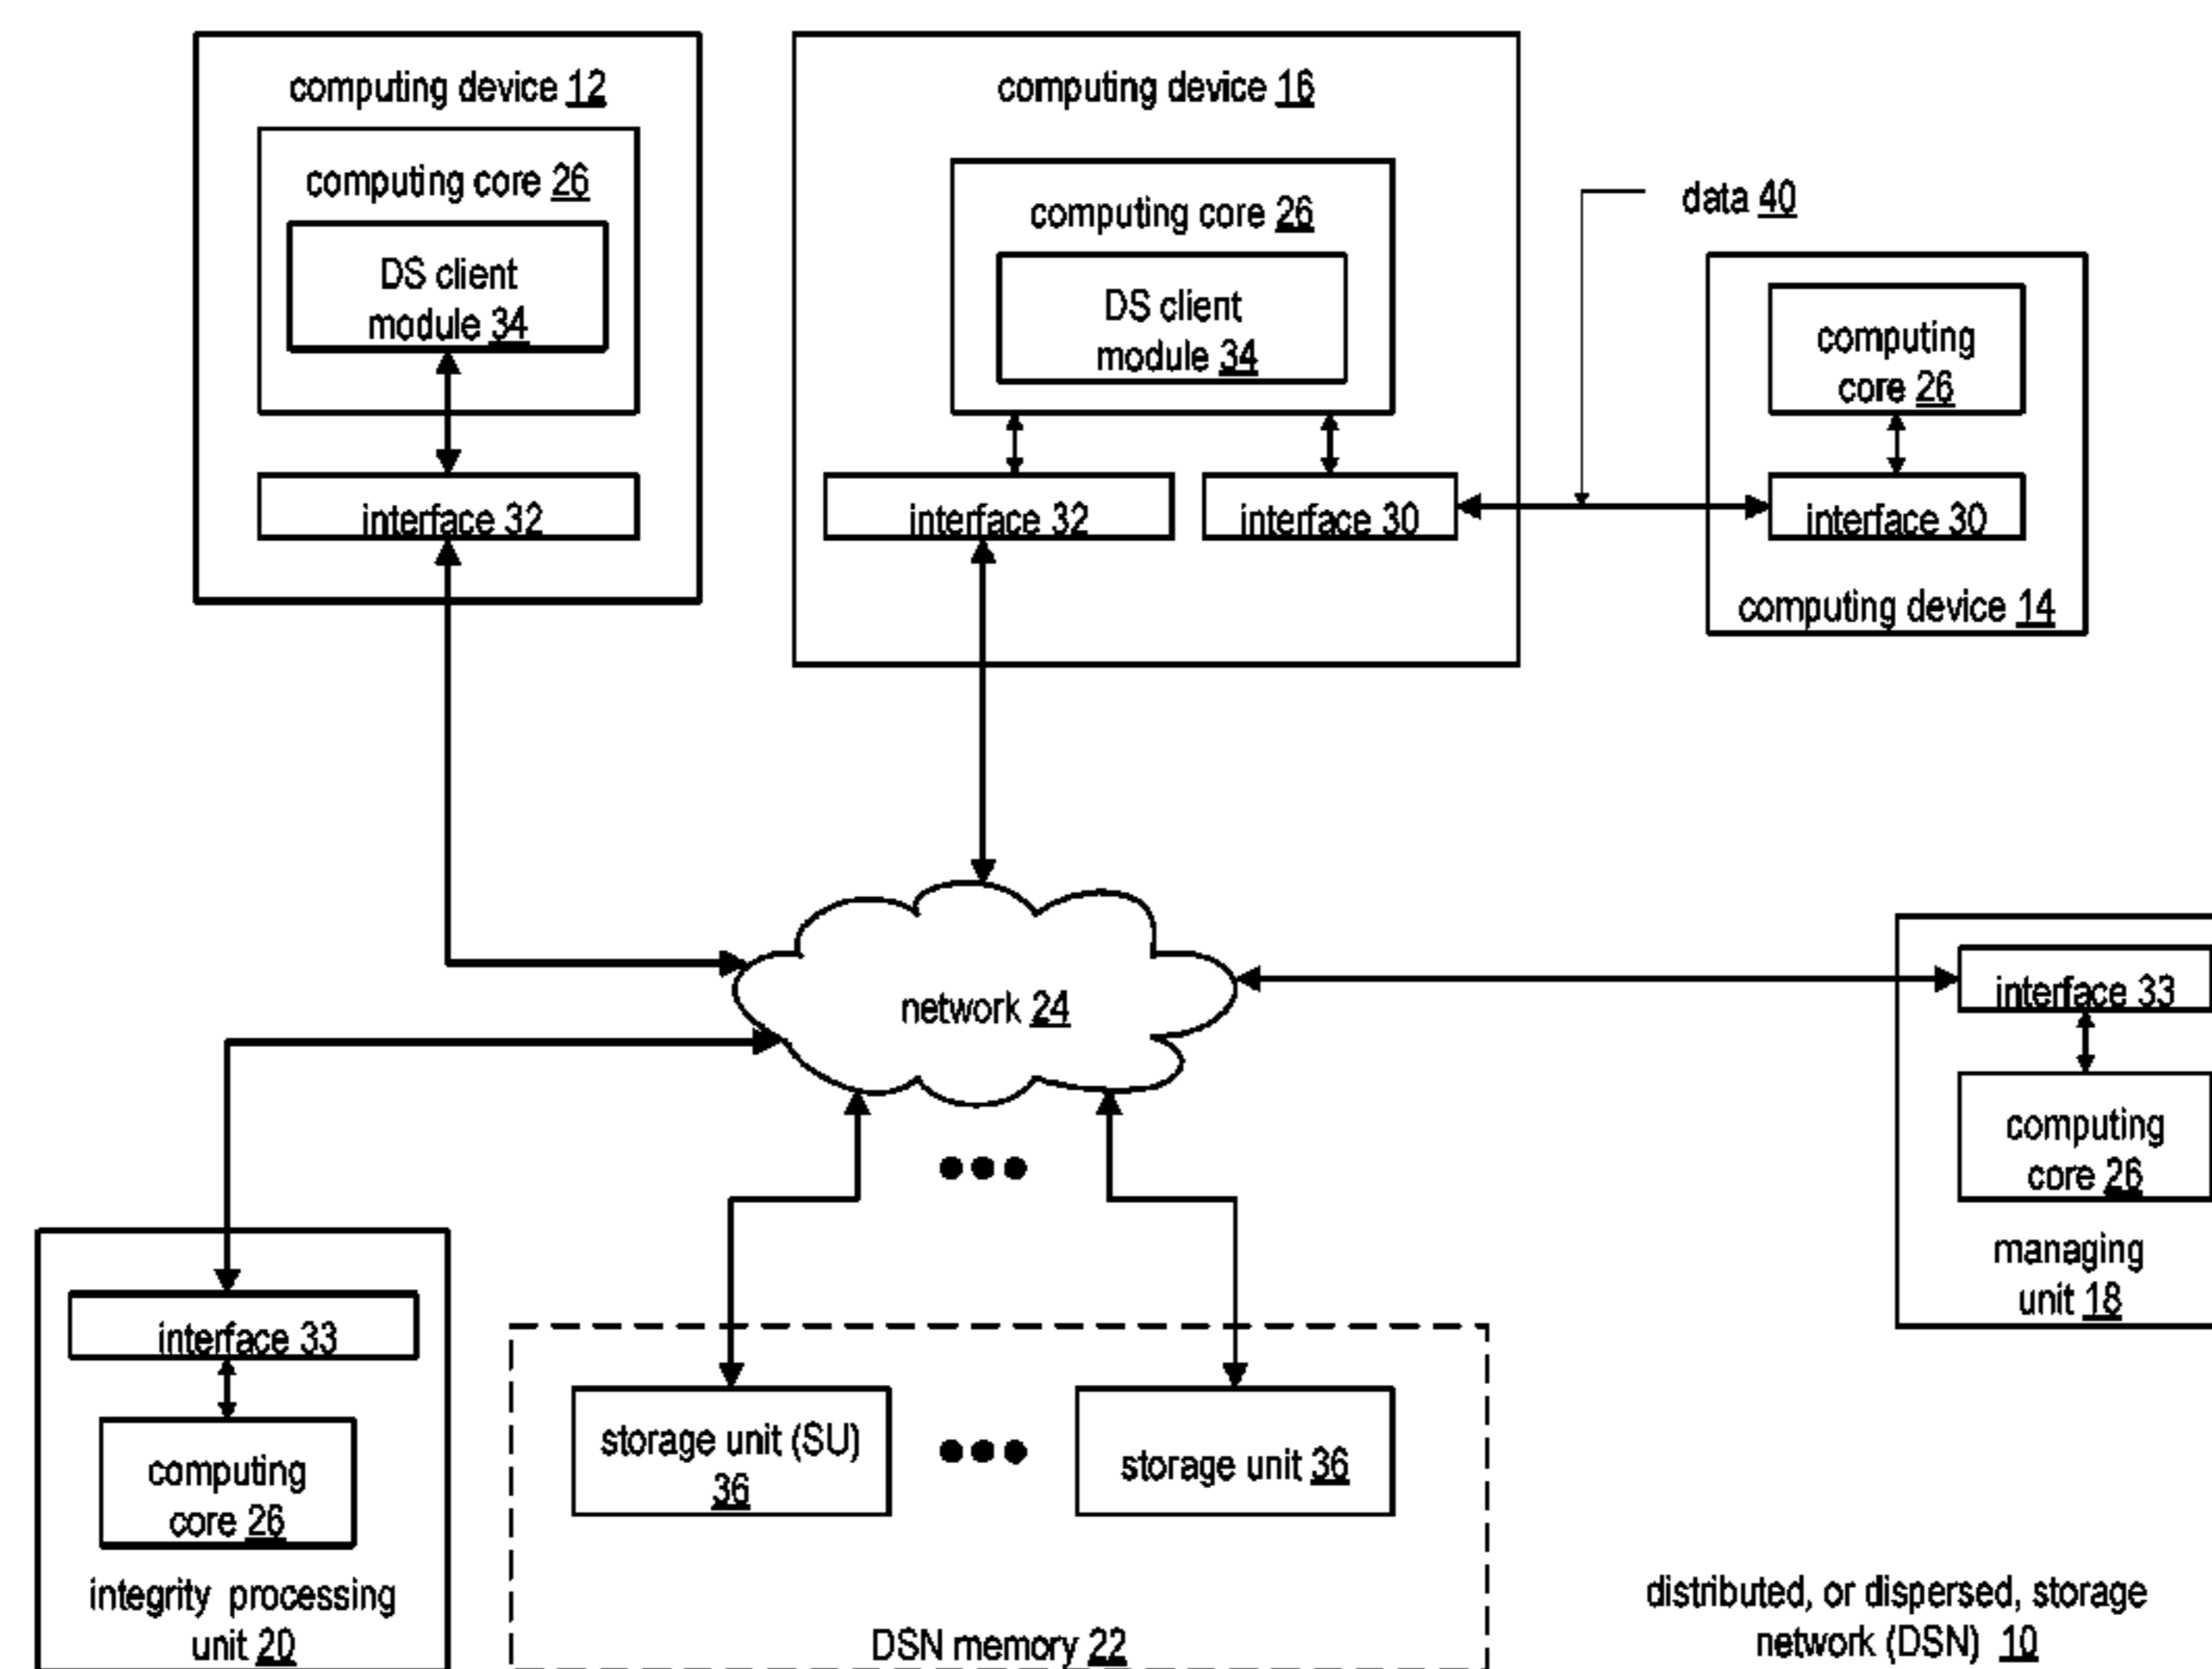 computing device 12
computing core 26
DS client
module 34
interface 32
computing device 16
computing core 26
DS client
module 34
interface 32
interface 30
data 40
computing
core 26
interface 30
computing device 14
network 24
interface 33
computing
core 26
managing
unit 18
interface 33
computing
core 26
integrity processing
unit 20
storage unit (SU)
36
storage unit 36
DSN memory 22
distributed, or dispersed, storage
network (DSN) 10